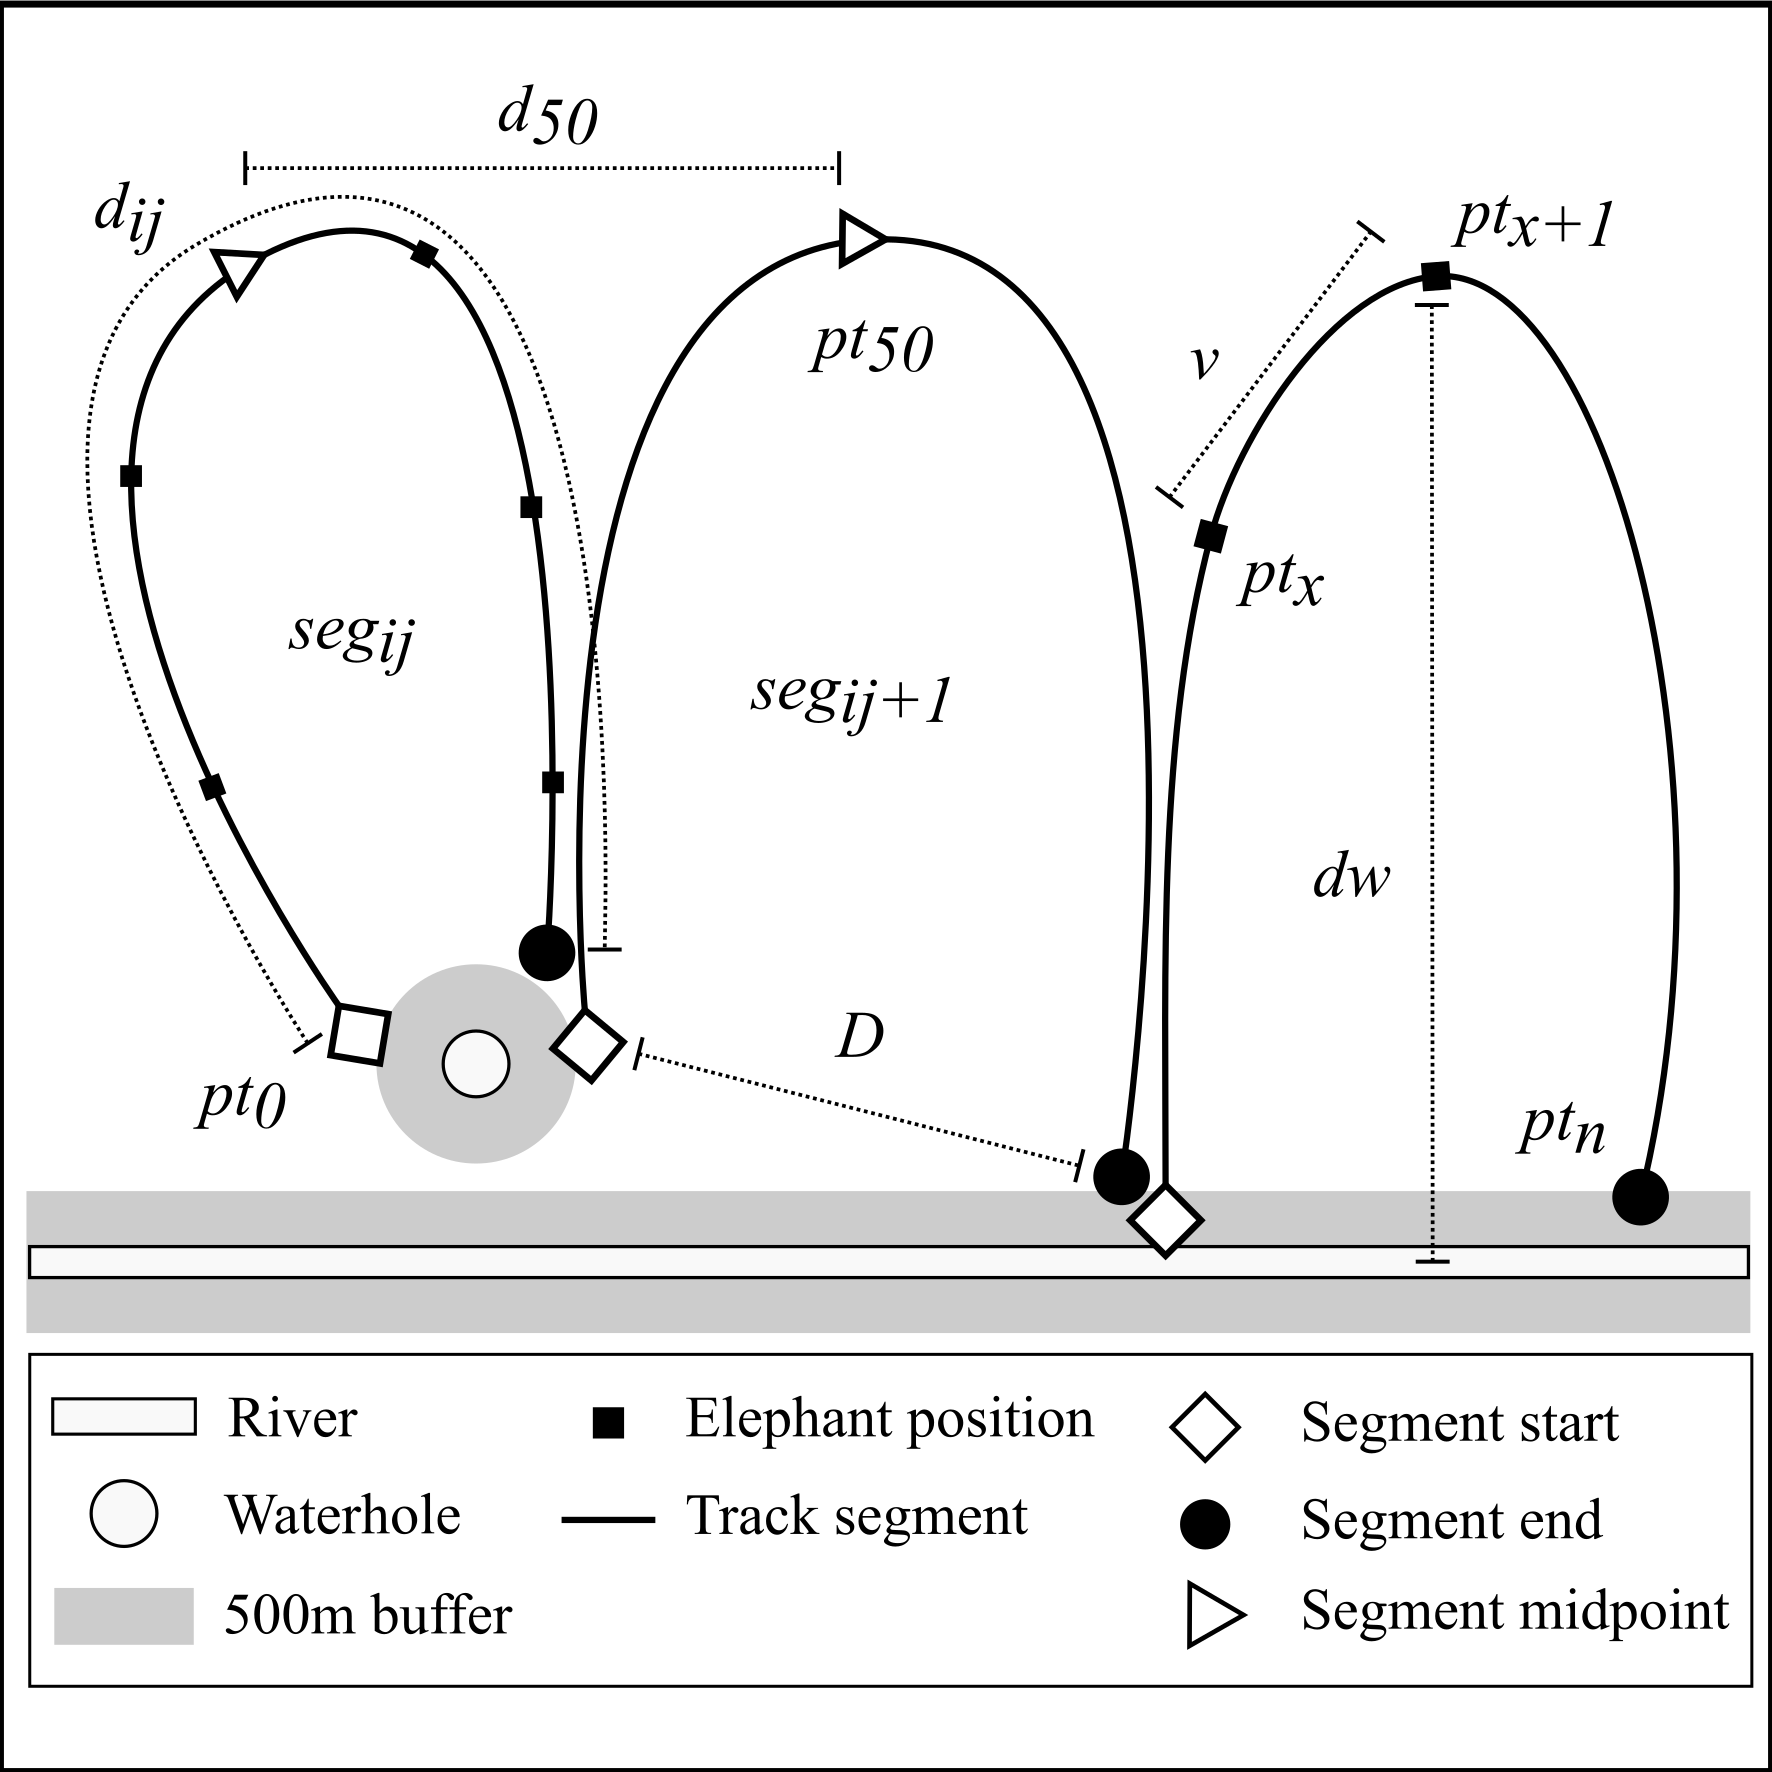 d50
dij
ptx+1
v
pt50
ptx
segij
segij+1
dw
D
pt0
ptn
River
Elephant position
Segment start
Waterhole
Track segment
Segment end
500m buffer
Segment midpoint